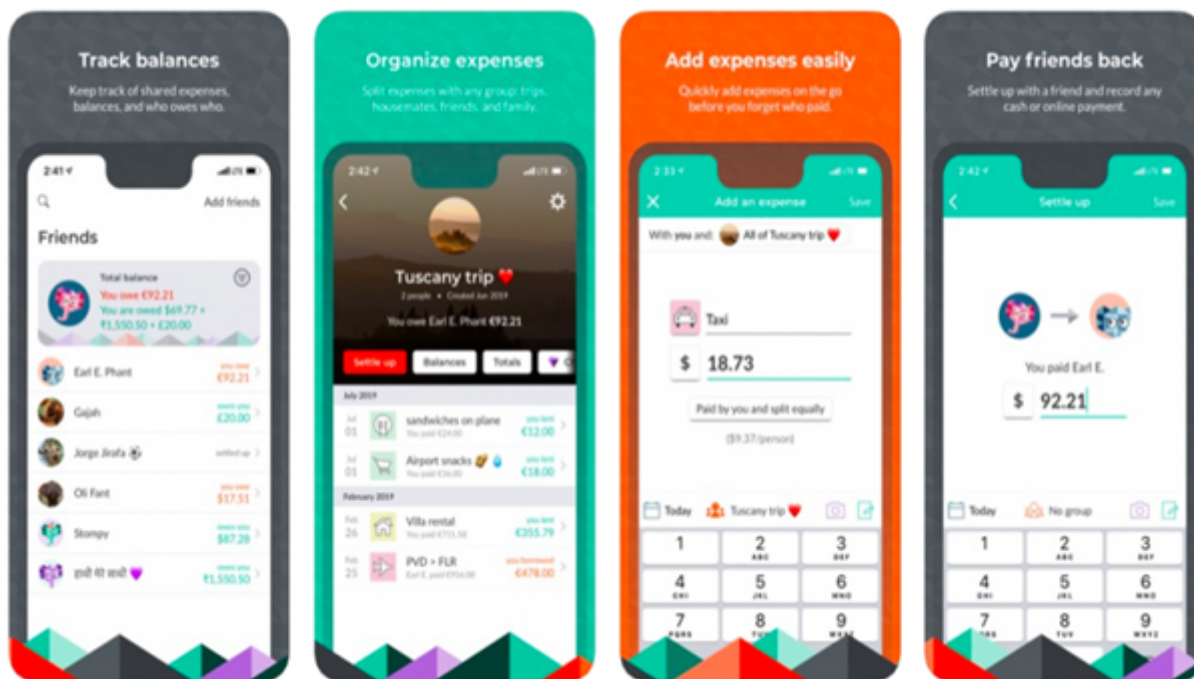 Track balances
Keep track of shared expenses,
balances, and who owes who.
2:41
Add friends
Friends
Total balance
You owe €92.21
You are owed $69.77 +
₹1,550.50 + £20.00
Earl E. Phant
you owe
€92.21
Gajah
owes you
£20.00
Jorge Jirafa
settled up
Oli Fant
you owe
$17.51
Stompy
owes you
$87.28
हाथी मेरे साथी
owes you
₹1,550.50
Organize expenses
Split expenses with any group: trips,
housemates, friends, and family.
2:42
Tuscany trip
2 people • Created Jun 2019
You owe Earl E. Phant €92.21
Settle up
Balances
Totals
July 2019
Jul
01
sandwiches on plane
You paid €24.00
you lent
€12.00
Jul
01
Airport snacks
You paid €36.00
you lent
€18.00
February 2019
Feb
26
Villa rental
You paid €711.58
you lent
€355.79
Feb
25
PVD > FLR
Earl E. paid €956.00
you borrowed
€478.00
Add expenses easily
Quickly add expenses on the go
before you forget who paid.
2:33
Add an expense
Save
With you and:
All of Tuscany trip
Taxi
$ 18.73
Paid by you and split equally
($9.37/person)
Today
Tuscany trip
1
2
ABC
3
DEF
4
GHI
5
JKL
6
MNO
7
PQRS
8
9
Pay friends back
Settle up with a friend and record any
cash or online payment.
2:42
Settle up
Save
You paid Earl E.
$ 92.21
Today
No group
1
2
ABC
3
DEF
4
GHI
5
JKL
6
MNO
7
8
TUV
9
WXYZ